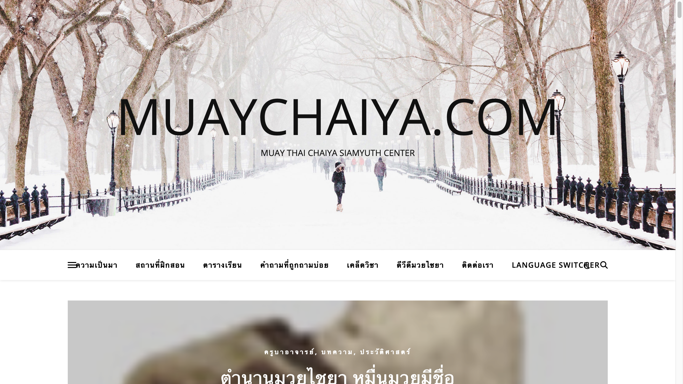 MUAYCHAIYA.COM
MUAY THAI CHAIYA SIAMYUTH CENTER
ความเป็นมา สถานที่ฝึกสอน ตารางเรียน คำถามที่ถูกถามบ่อย เคล็ดวิชา ดีวีดีมวยไชยา ติดต่อเรา LANGUAGE SWITCHER
ครูบาอาจารย์, บทความ, ประวัติศาสตร์
ตำนานมวยไชยา หมื่นมวยมีชื่อ